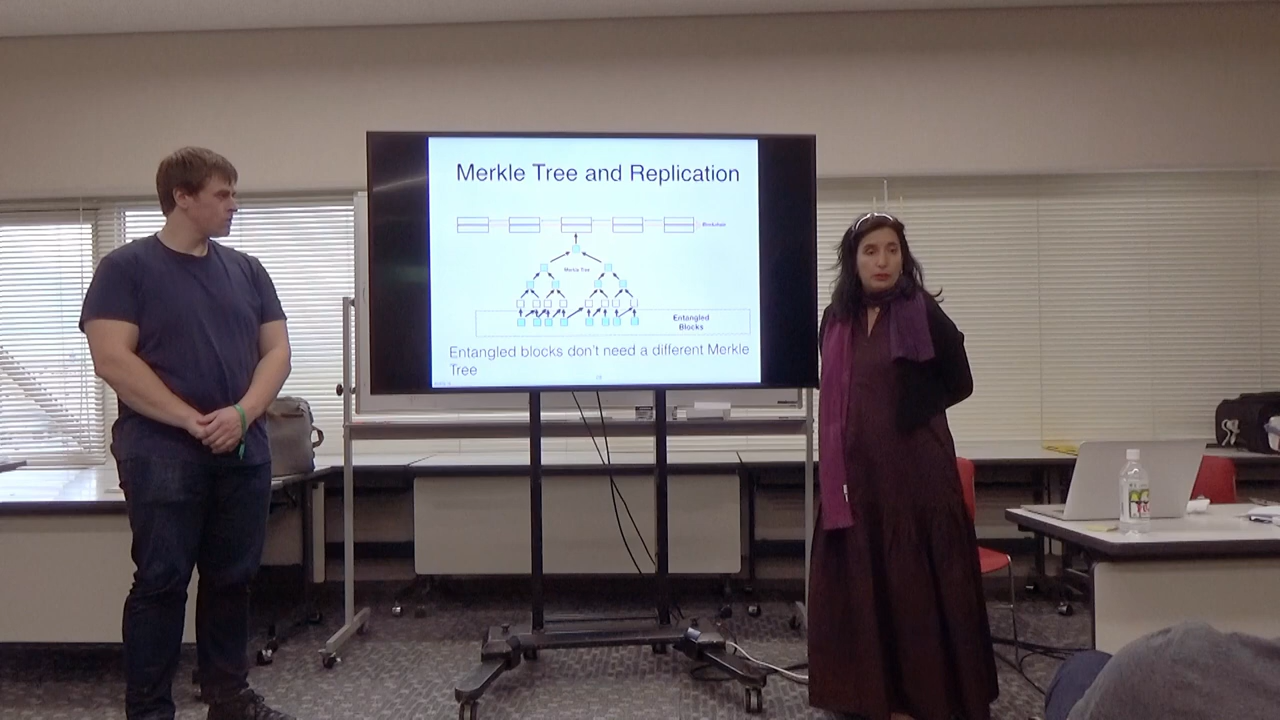 Merkle Tree and Replication
Blockchain
Merkle Tree
Entangled
Blocks
Entangled blocks don't need a different Merkle
Tree